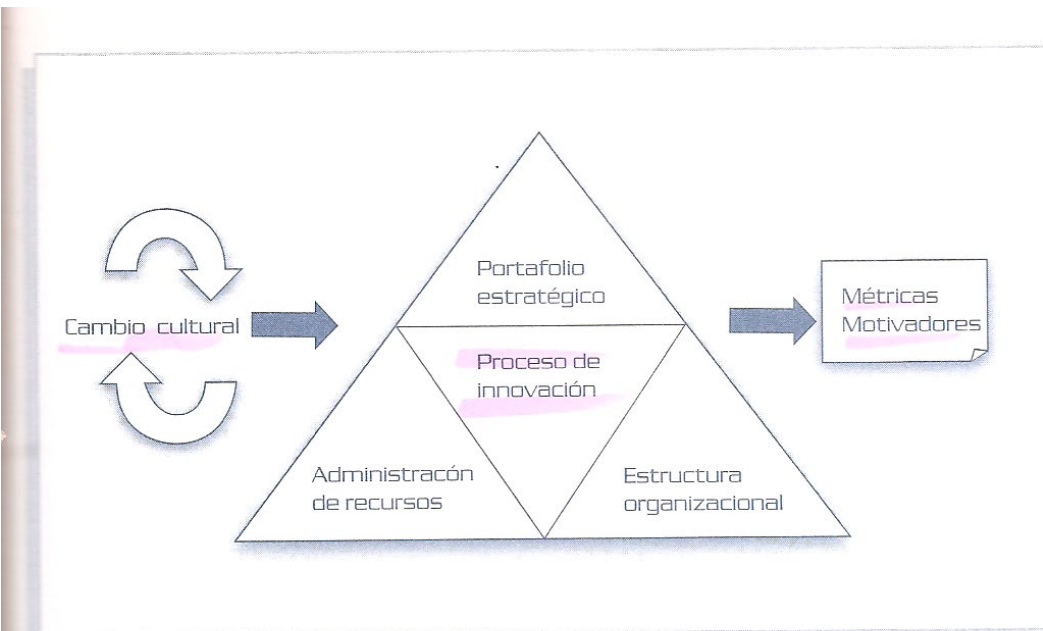 Portafolio
estratégico
Cambio cultural
Métricas
Motivadores
Proceso de
innovación
Administracón
de recursos
Estructura
organizacional